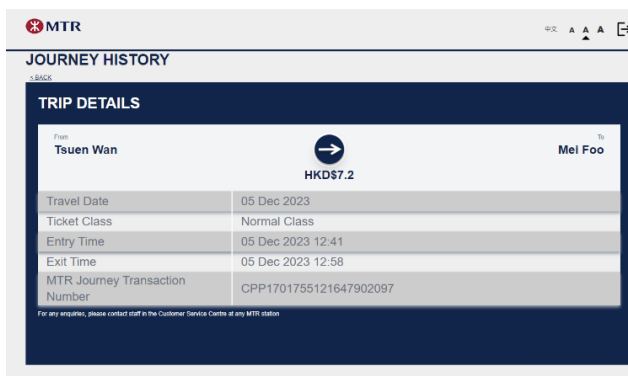 MTR
中文 A A A
JOURNEY HISTORY
< BACK
TRIP DETAILS
From
To
Tsuen Wan
Mei Foo
HKD$7.2
Travel Date 05 Dec 2023
Ticket Class Normal Class
Entry Time 05 Dec 2023 12:41
Exit Time 05 Dec 2023 12:58
MTR Journey Transaction
Number
CPP1701755121647902097
For any enquiries, please contact staff in the Customer Service Centre at any MTR station